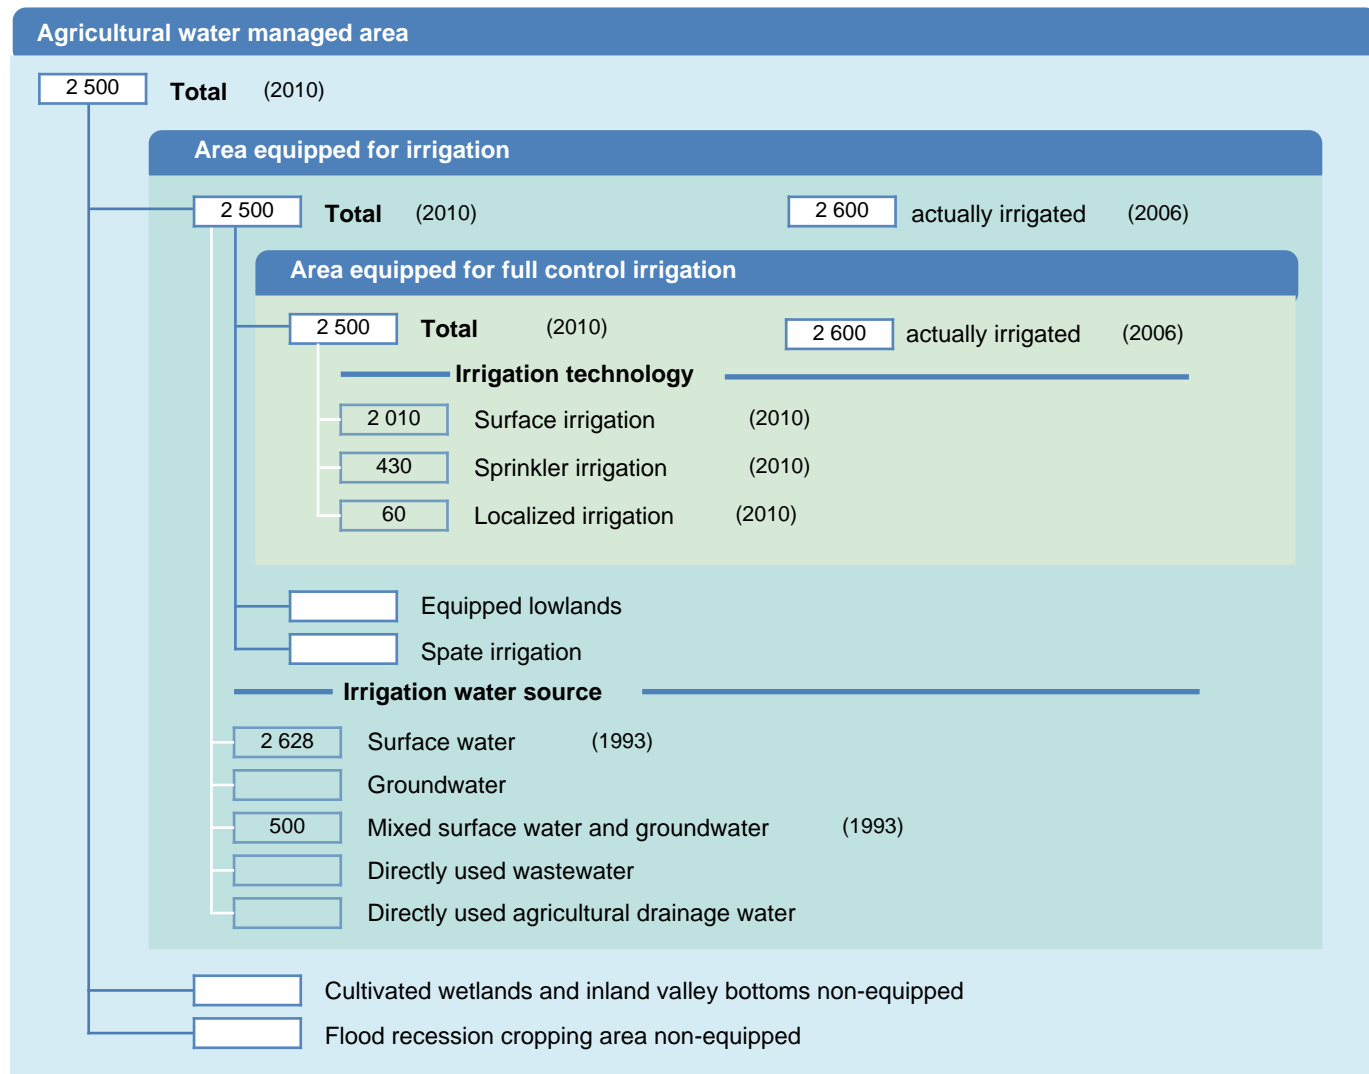 Agricultural water managed area
2 500 Total (2010)
Area equipped for irrigation
2 500 Total (2010) 2 600 actually irrigated (2006)
Area equipped for full control irrigation
2 500 Total (2010) 2 600 actually irrigated (2006)
Irrigation technology
2 010 Surface irrigation (2010)
430 Sprinkler irrigation (2010)
60 Localized irrigation (2010)
Equipped lowlands
Spate irrigation
Irrigation water source
2 628 Surface water (1993)
Groundwater
500 Mixed surface water and groundwater (1993)
Directly used wastewater
Directly used agricultural drainage water
Cultivated wetlands and inland valley bottoms non-equipped
Flood recession cropping area non-equipped